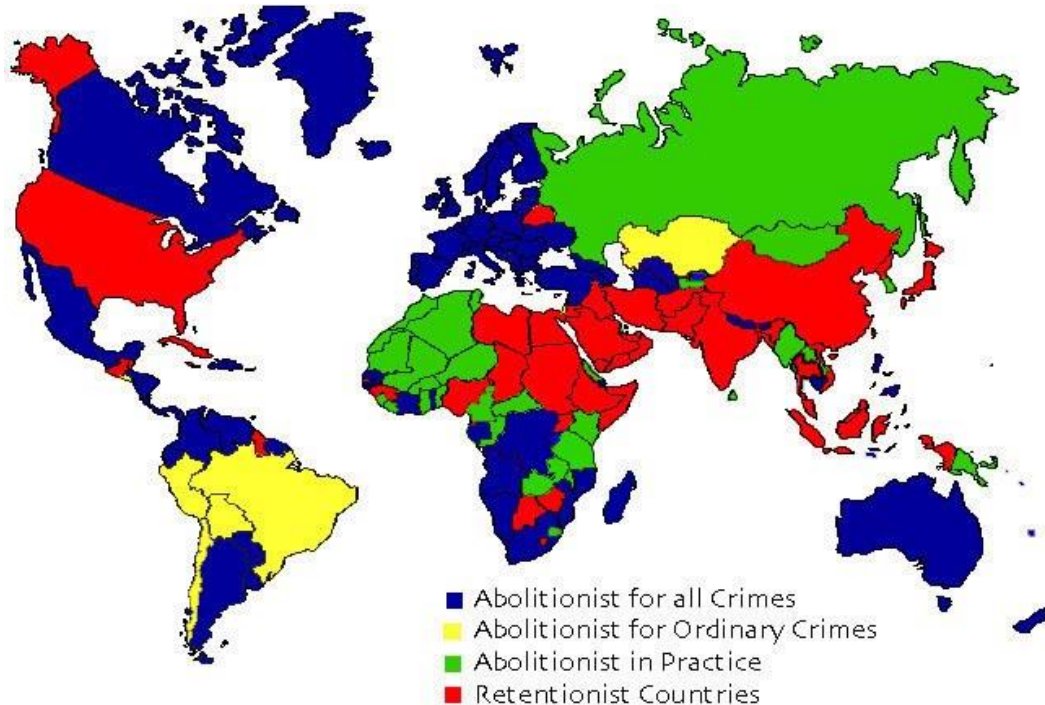 Abolitionist for all Crimes
Abolitionist for Ordinary Crimes
Abolitionist in Practice
Retentionist Countries